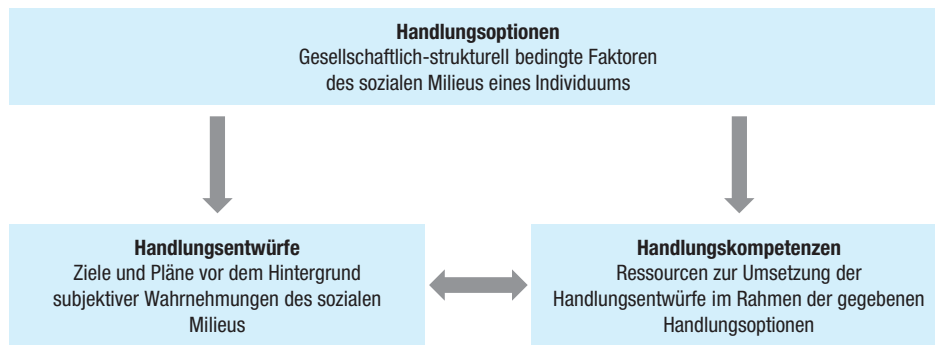 Handlungsoptionen
Gesellschaftlich-strukturell bedingte Faktoren
des sozialen Milieus eines Individuums
Handlungsentwürfe
Ziele und Pläne vor dem Hintergrund
subjektiver Wahrnehmungen des sozialen
Milieus
Handlungskompetenzen
Ressourcen zur Umsetzung der
Handlungsentwürfe im Rahmen der gegebenen
Handlungsoptionen